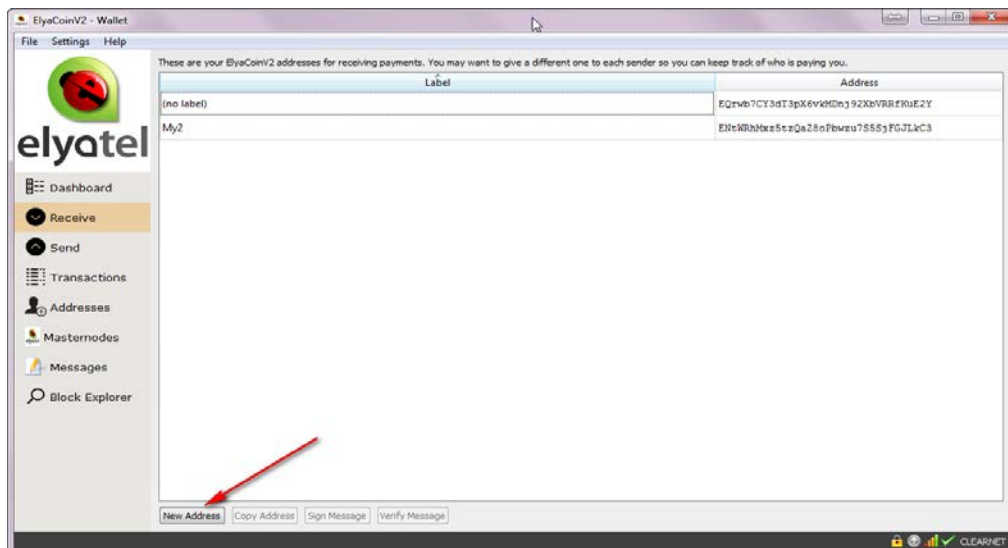 ElyaCoinV2 - Wallet
File Settings Help
elyatel
Dashboard
Receive
Send
Transactions
Addresses
Masternodes
Messages
Block Explorer
These are your ElyaCoinV2 addresses for receiving payments. You may want to give a different one to each sender so you can keep track of who is paying you.
Label Address
(no label)
My2
New Address Copy Address Sign Message Verify Message
CLEARNET